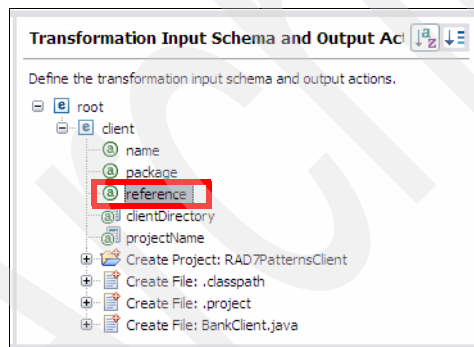 Transformation Input Schema and Output Ac
Define the transformation input schema and output actions.
root
client
name
package
reference
clientDirectory
projectName
Create Project: RAD7PatternsClient
Create File: .classpath
Create File: .project
Create File: BankClient.java